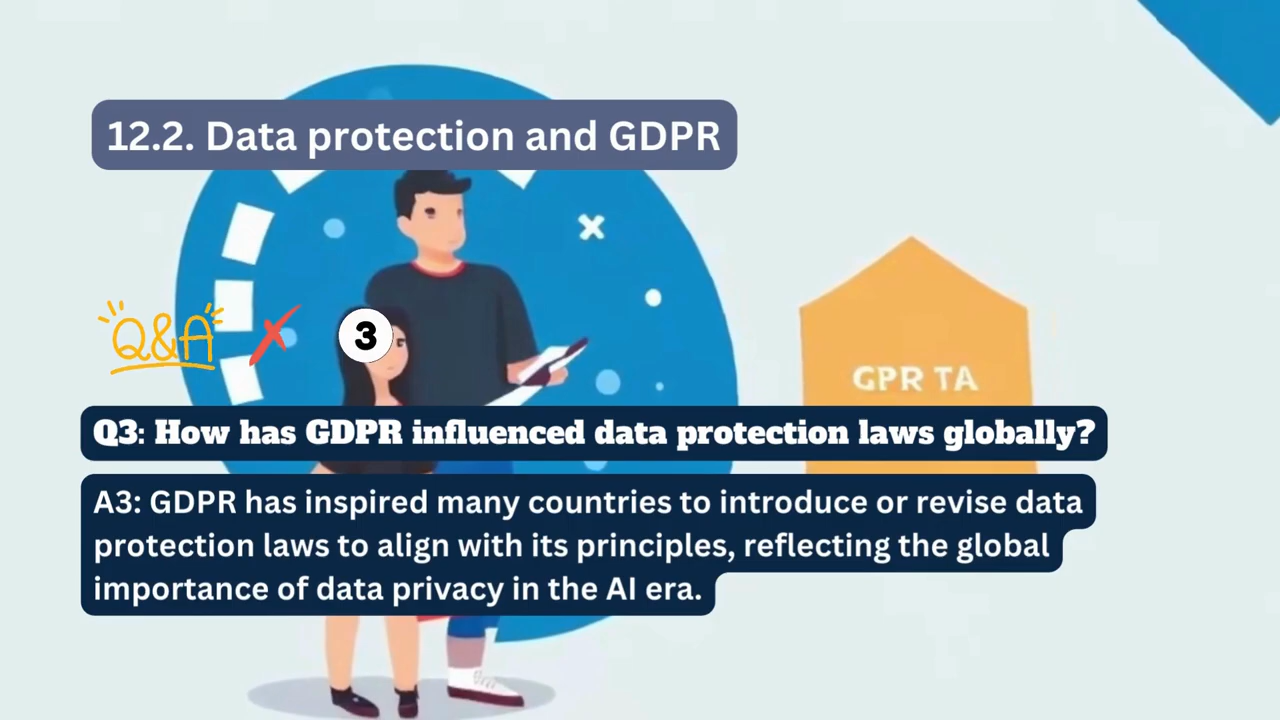 12.2. Data protection and GDPR
Q&A
3
GPR TA
Q3: How has GDPR influenced data protection laws globally?
A3: GDPR has inspired many countries to introduce or revise data
protection laws to align with its principles, reflecting the global
importance of data privacy in the AI era.